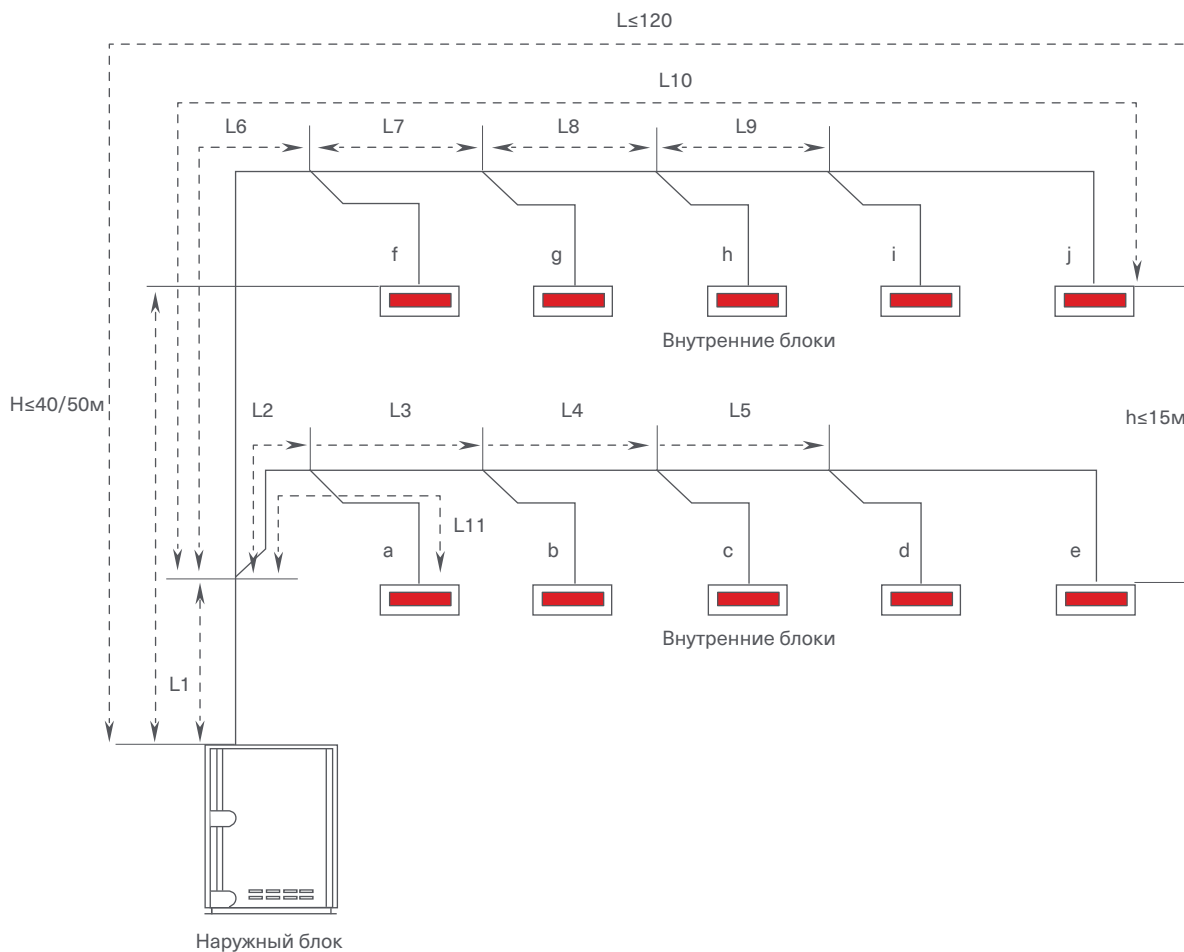 L≤120
L10
L6 L7 L8 L9
f g h i j
Внутренние блоки
H≤40/50м
h≤15м
L2 L3 L4 L5
L11
a b c d e
Внутренние блоки
L1
Наружный блок